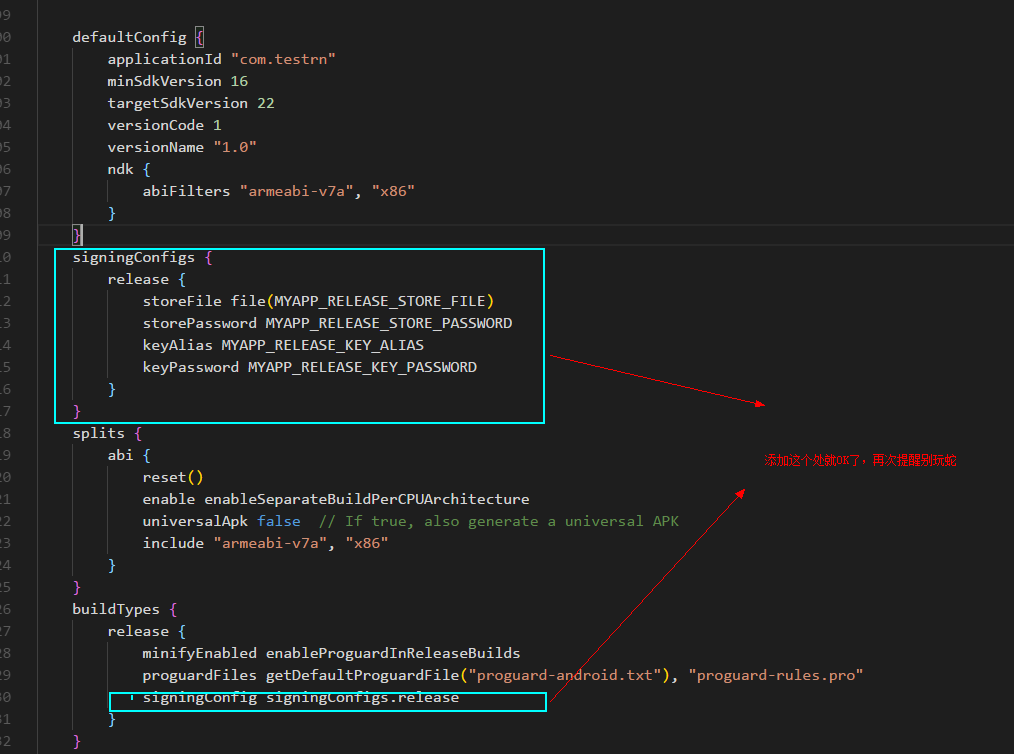 09
00 defaultConfig {
01 applicationId "com.testrn"
02 minSdkVersion 16
03 targetSdkVersion 22
04 versionCode 1
05 versionName "1.0"
06 ndk {
07 abiFilters "armeabi-v7a", "x86"
08 }
09 }
10 signingConfigs {
11 release {
12 storeFile file(MYAPP_RELEASE_STORE_FILE)
13 storePassword MYAPP_RELEASE_STORE_PASSWORD
14 keyAlias MYAPP_RELEASE_KEY_ALIAS
15 keyPassword MYAPP_RELEASE_KEY_PASSWORD
16 }
17 }
18 splits {
19 abi {
20 reset()
添加这个处就OK了，再次提醒别玩蛇
21 enable enableSeparateBuildPerCPUArchitecture
22 universalApk false // If true, also generate a universal APK
23 include "armeabi-v7a", "x86"
24 }
25 }
26 buildTypes {
27 release {
28 minifyEnabled enableProguardInReleaseBuilds
29 proguardFiles getDefaultProguardFile("proguard-android.txt"), "proguard-rules.pro"
30 signingConfig signingConfigs.release
31 }
32 }